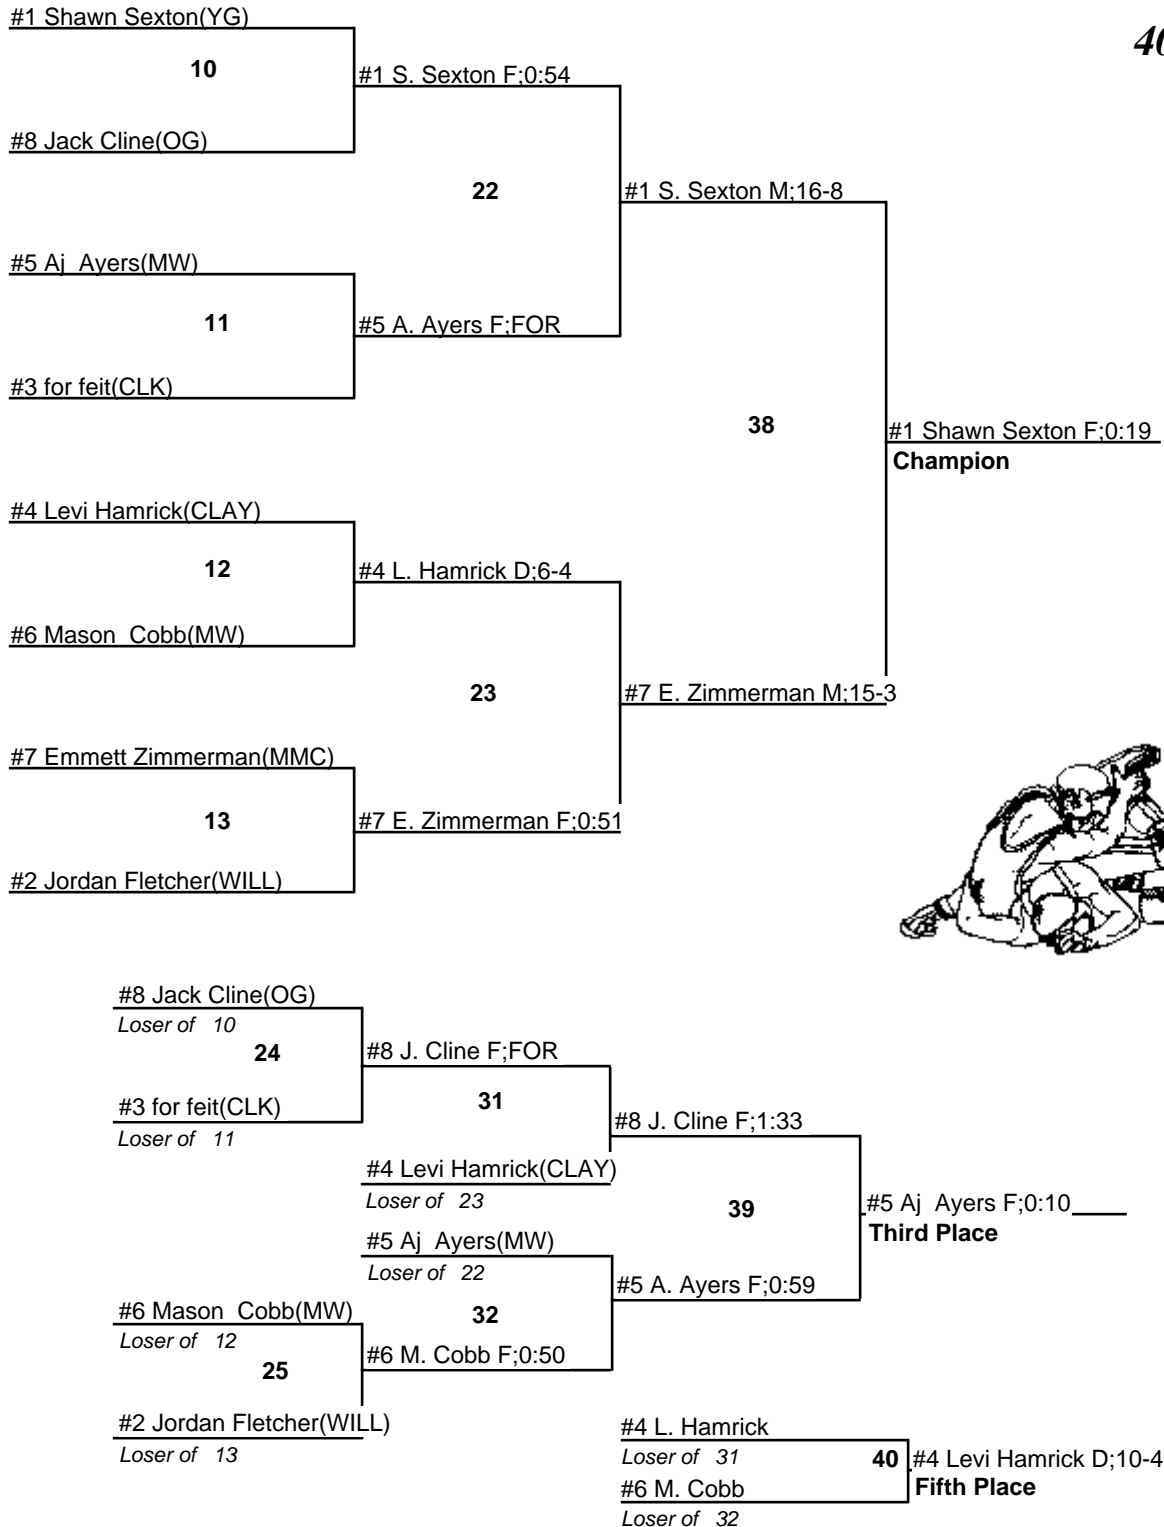 #1 Shawn Sexton(YG)
40
10
#1 S. Sexton F;0:54
#8 Jack Cline(OG)
22
#1 S. Sexton M;16-8
#5 Aj  Ayers(MW)
11
#5 A. Ayers F;FOR
#3 for feit(CLK)
38
#1 Shawn Sexton F;0:19
Champion
#4 Levi Hamrick(CLAY)
12
#4 L. Hamrick D;6-4
#6 Mason  Cobb(MW)
23
#7 E. Zimmerman M;15-3
#7 Emmett Zimmerman(MMC)
13
#7 E. Zimmerman F;0:51
#2 Jordan Fletcher(WILL)
#8 Jack Cline(OG)
Loser of  10
24
#8 J. Cline F;FOR
#3 for feit(CLK)
Loser of  11
31
#8 J. Cline F;1:33
#4 Levi Hamrick(CLAY)
Loser of  23
39
#5 Aj  Ayers F;0:10
Third Place
#5 Aj  Ayers(MW)
Loser of  22
#5 A. Ayers F;0:59
#6 Mason  Cobb(MW)
Loser of  12
32
25
#6 M. Cobb F;0:50
#2 Jordan Fletcher(WILL)
Loser of  13
#4 L. Hamrick
Loser of  31
40
#4 Levi Hamrick D;10-4
Fifth Place
#6 M. Cobb
Loser of  32